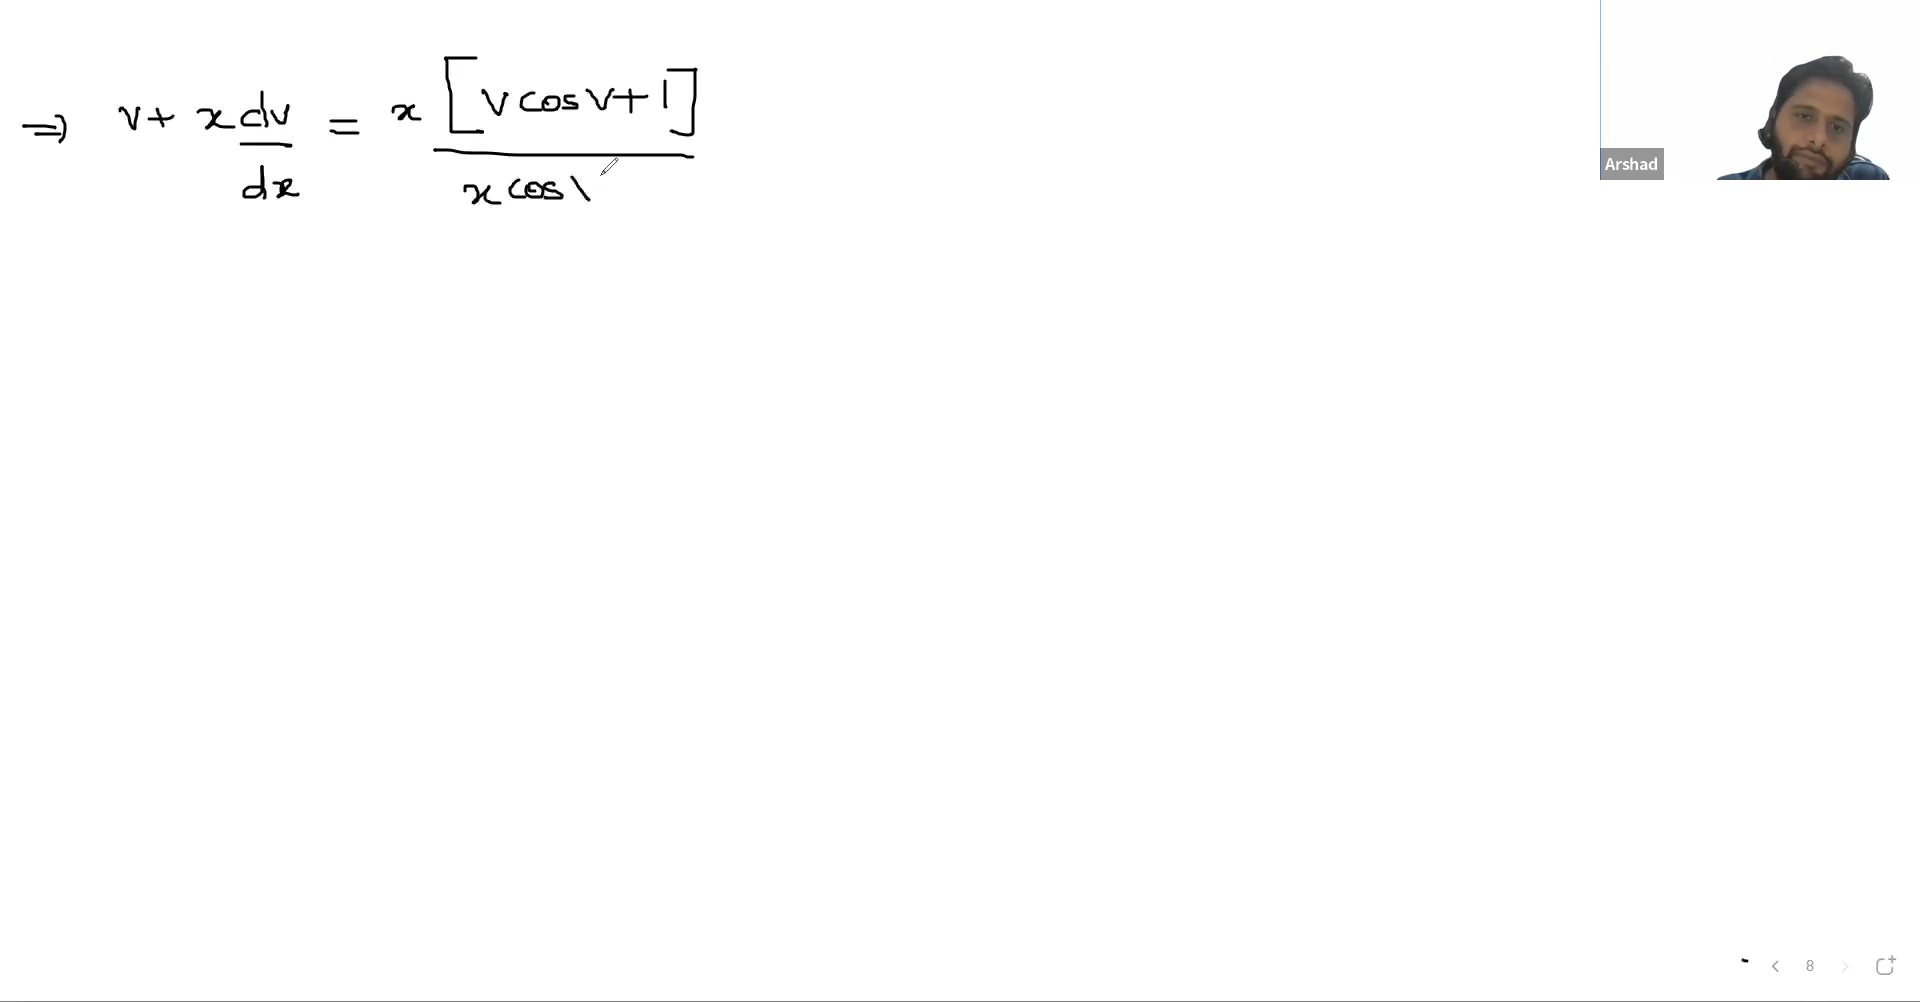 ⇒ v + x dv/dx = x [v cos v + 1] / x cos \
Arshad
8